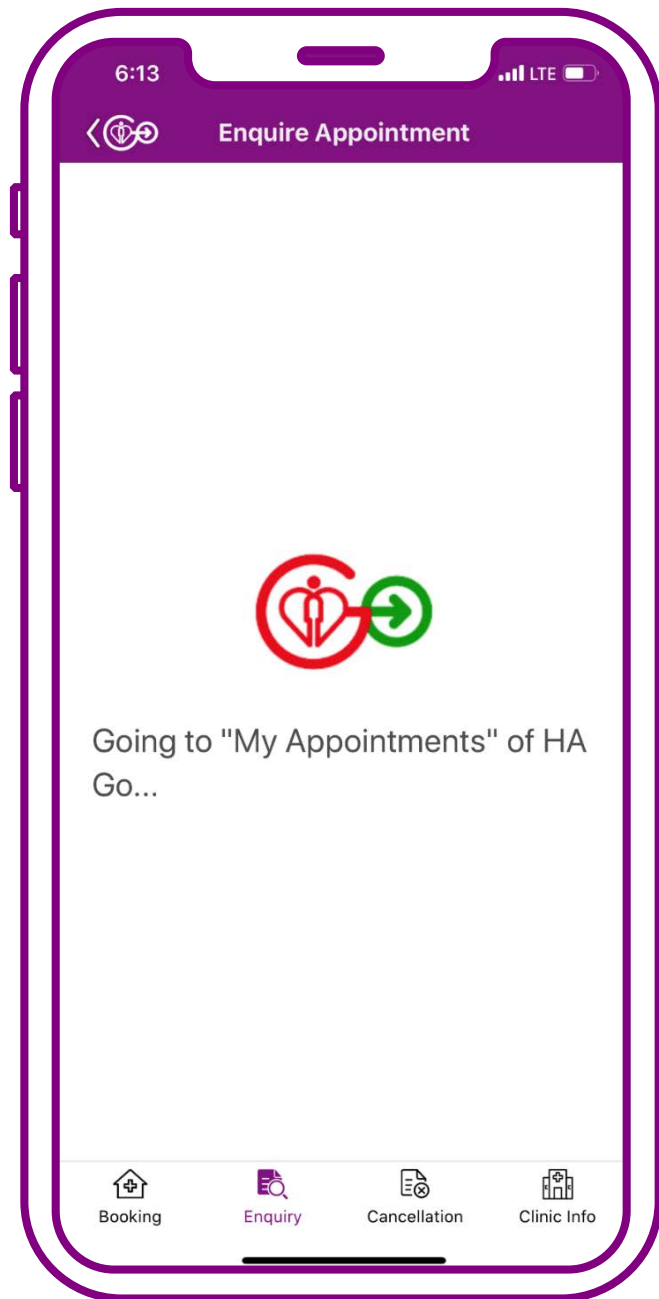 6:13
LTE
Enquire Appointment
Going to "My Appointments" of HA
Go...
Booking
Enquiry
Cancellation
Clinic Info